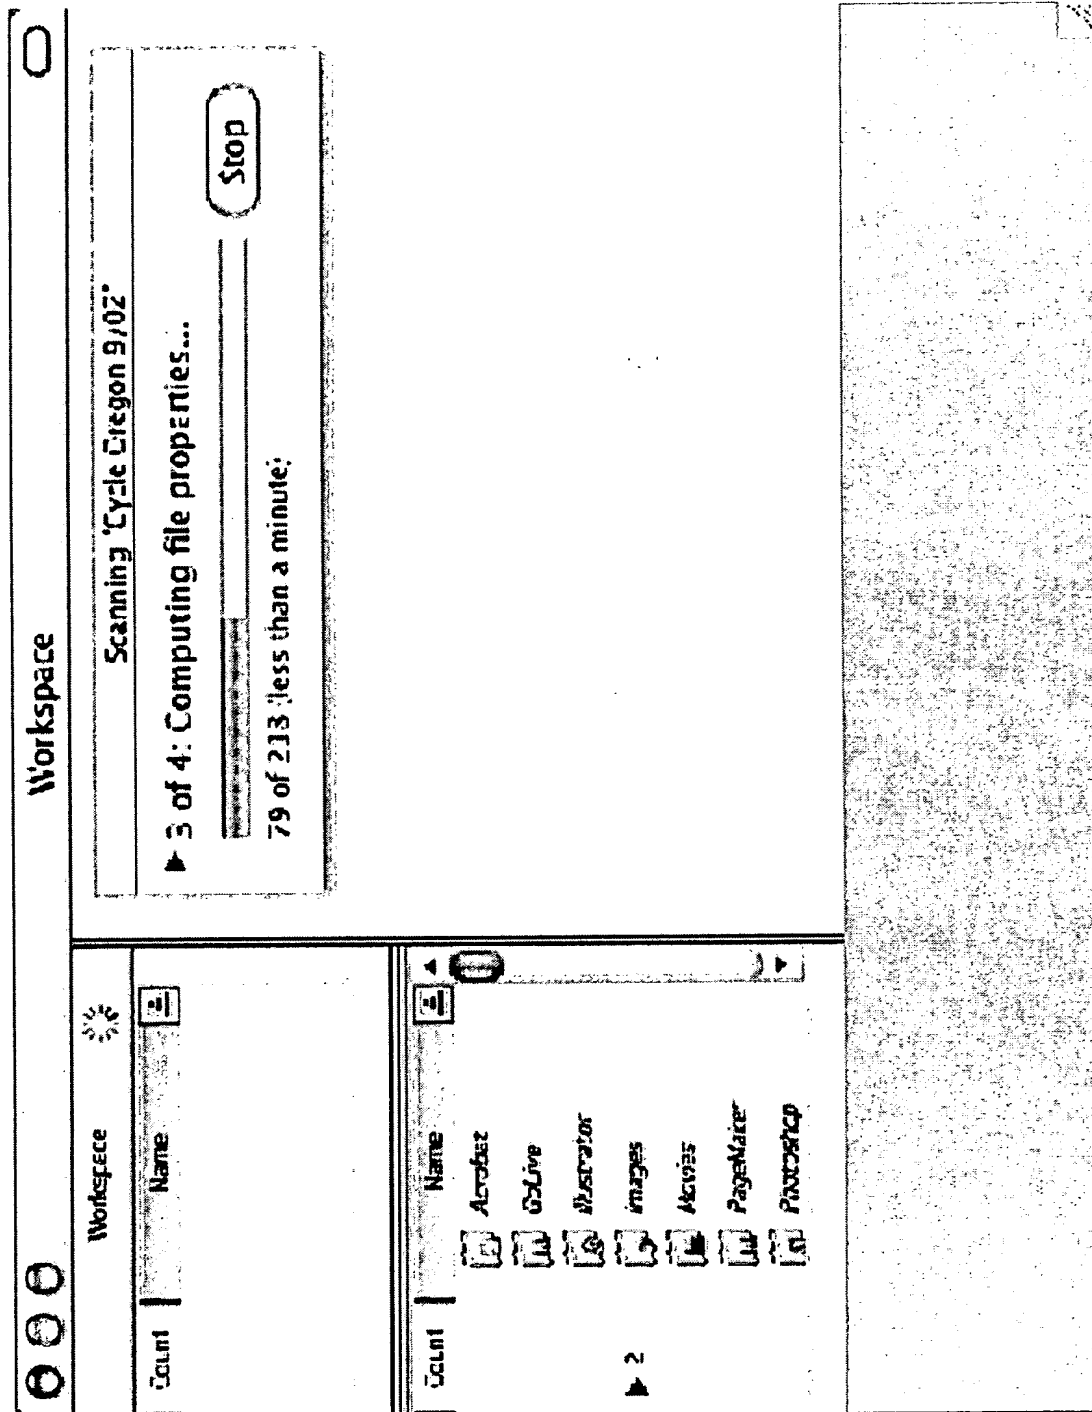 Workspace
Workspace
Count Name
Count Name
Acrobat
GoLive
Illustrator
2 Images
Movies
PageMaker
Photoshop
Scanning "Cycle Oregon 9/02"
3 of 4: Computing file properties...
Stop
79 of (less than a minute)